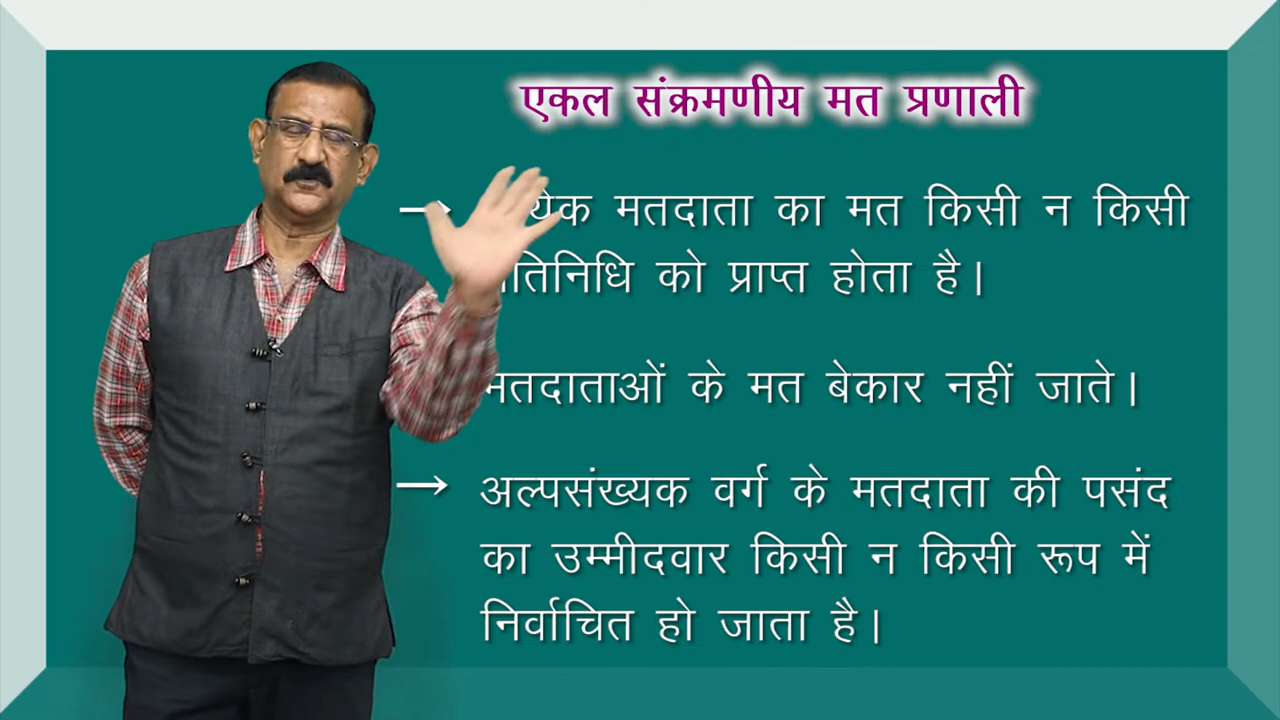 एकल संक्रमणीय मत प्रणाली
मतदाता का मत किसी न किसी
को प्राप्त होता है।
मतदाताओं के मत बेकार नहीं जाते।
→ अल्पसंख्यक वर्ग के मतदाता की पसंद
का उम्मीदवार किसी न किसी रूप में
निर्वाचित हो जाता है।